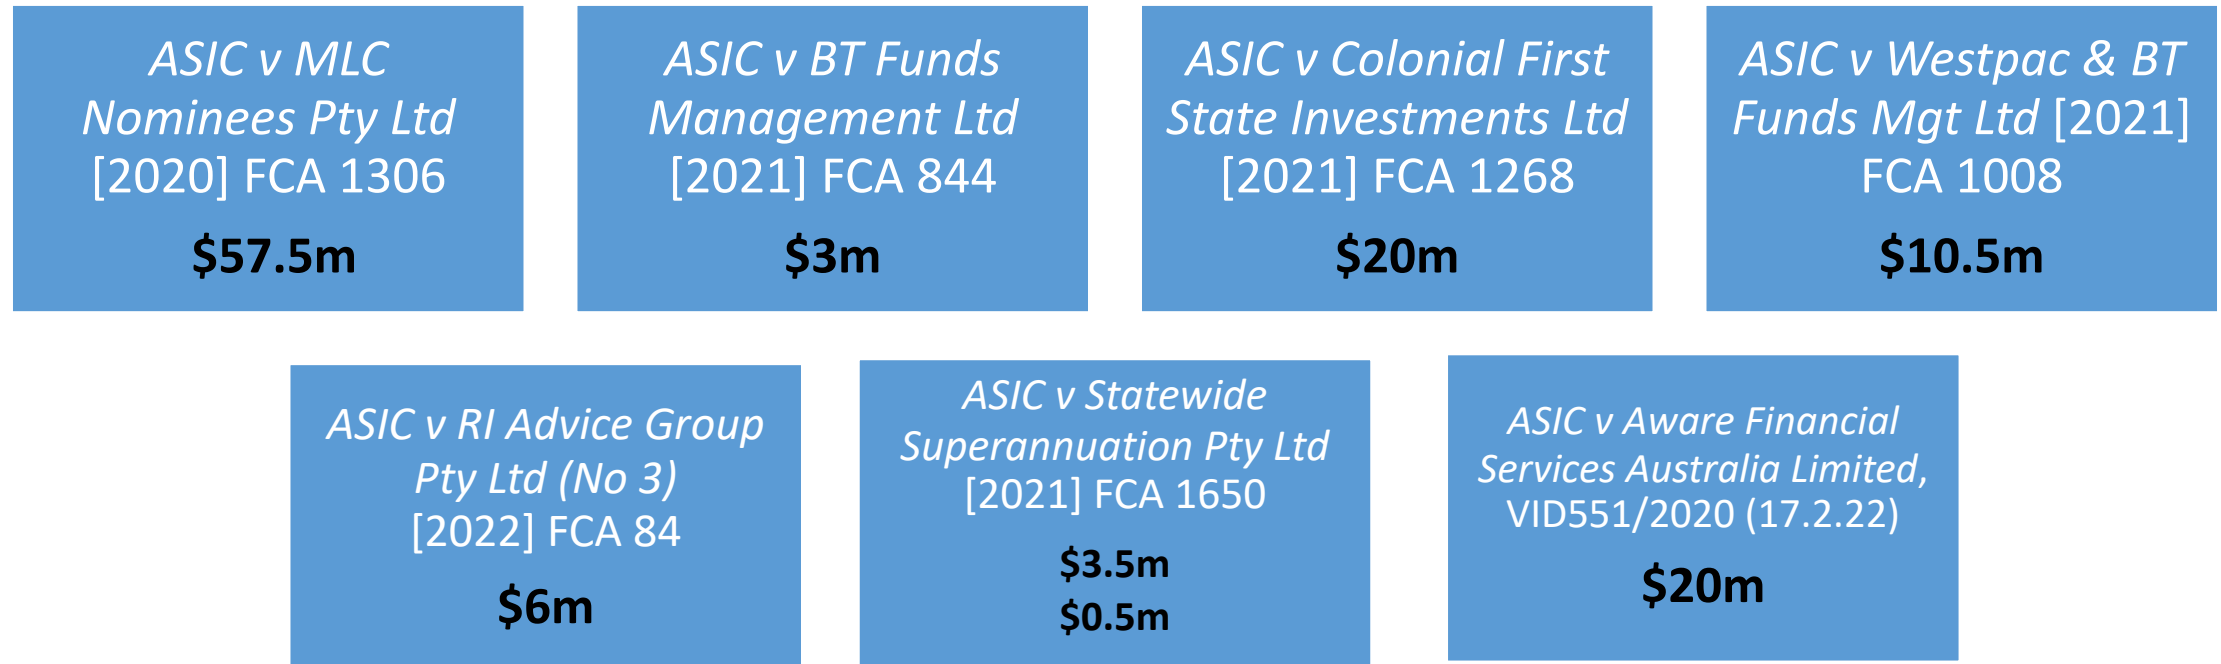 ASIC v MLC
Nominees Pty Ltd
[2020] FCA 1306
$57.5m
ASIC v BT Funds
Management Ltd
[2021] FCA 844
$3m
ASIC v Colonial First
State Investments Ltd
[2021] FCA 1268
$20m
ASIC v Westpac & BT
Funds Mgt Ltd [2021]
FCA 1008
$10.5m
ASIC v RI Advice Group
Pty Ltd (No 3)
[2022] FCA 84
$6m
ASIC v Statewide
Superannuation Pty Ltd
[2021] FCA 1650
$3.5m
$0.5m
ASIC v Aware Financial
Services Australia Limited,
VID551/2020 (17.2.22)
$20m